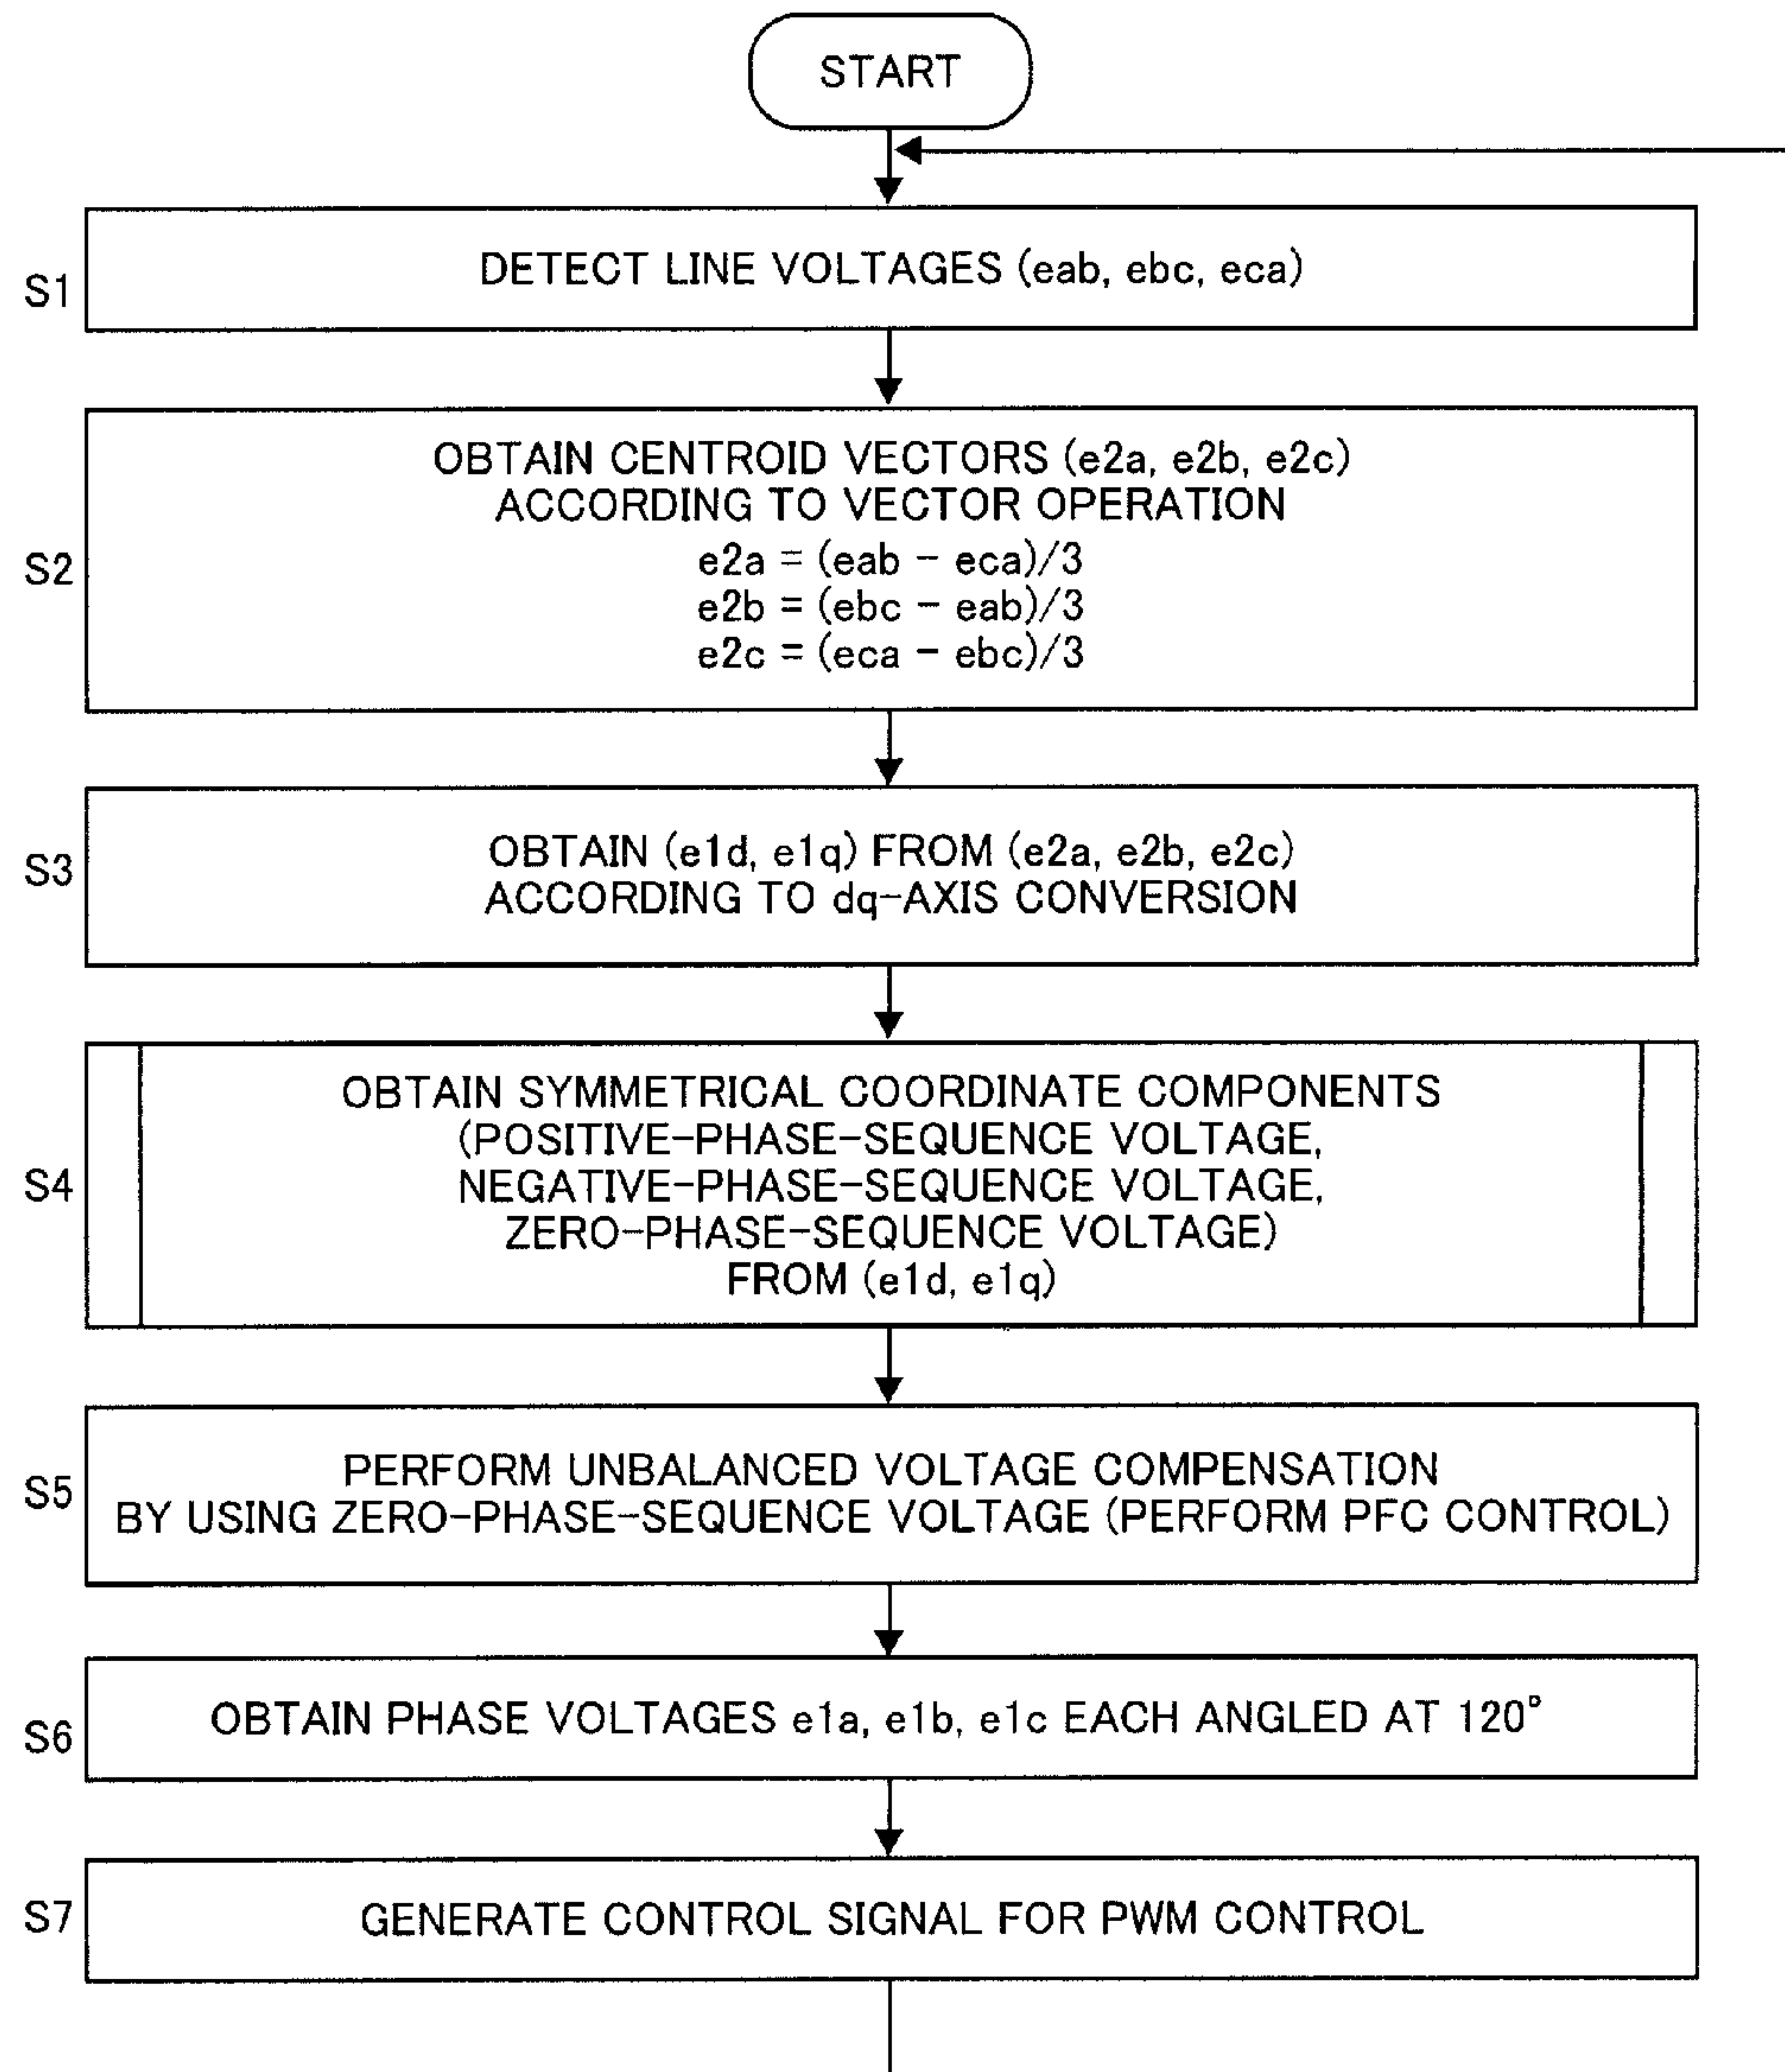 START
S1
DETECT LINE VOLTAGES (eab, ebc, eca)
S2
OBTAIN CENTROID VECTORS (e2a, e2b, e2c)
ACCORDING TO VECTOR OPERATION
e2a = (eab - eca)/3
e2b = (ebc - eab)/3
e2c = (eca - ebc)/3
S3
OBTAIN (e1d, e1q) FROM (e2a, e2b, e2c)
ACCORDING TO dq-AXIS CONVERSION
S4
OBTAIN SYMMETRICAL COORDINATE COMPONENTS
(POSITIVE-PHASE-SEQUENCE VOLTAGE,
NEGATIVE-PHASE-SEQUENCE VOLTAGE,
ZERO-PHASE-SEQUENCE VOLTAGE)
FROM (e1d, e1q)
S5
PERFORM UNBALANCED VOLTAGE COMPENSATION
BY USING ZERO-PHASE-SEQUENCE VOLTAGE (PERFORM PFC CONTROL)
S6
OBTAIN PHASE VOLTAGES e1a, e1b, e1c EACH ANGLED AT 120°
S7
GENERATE CONTROL SIGNAL FOR PWM CONTROL